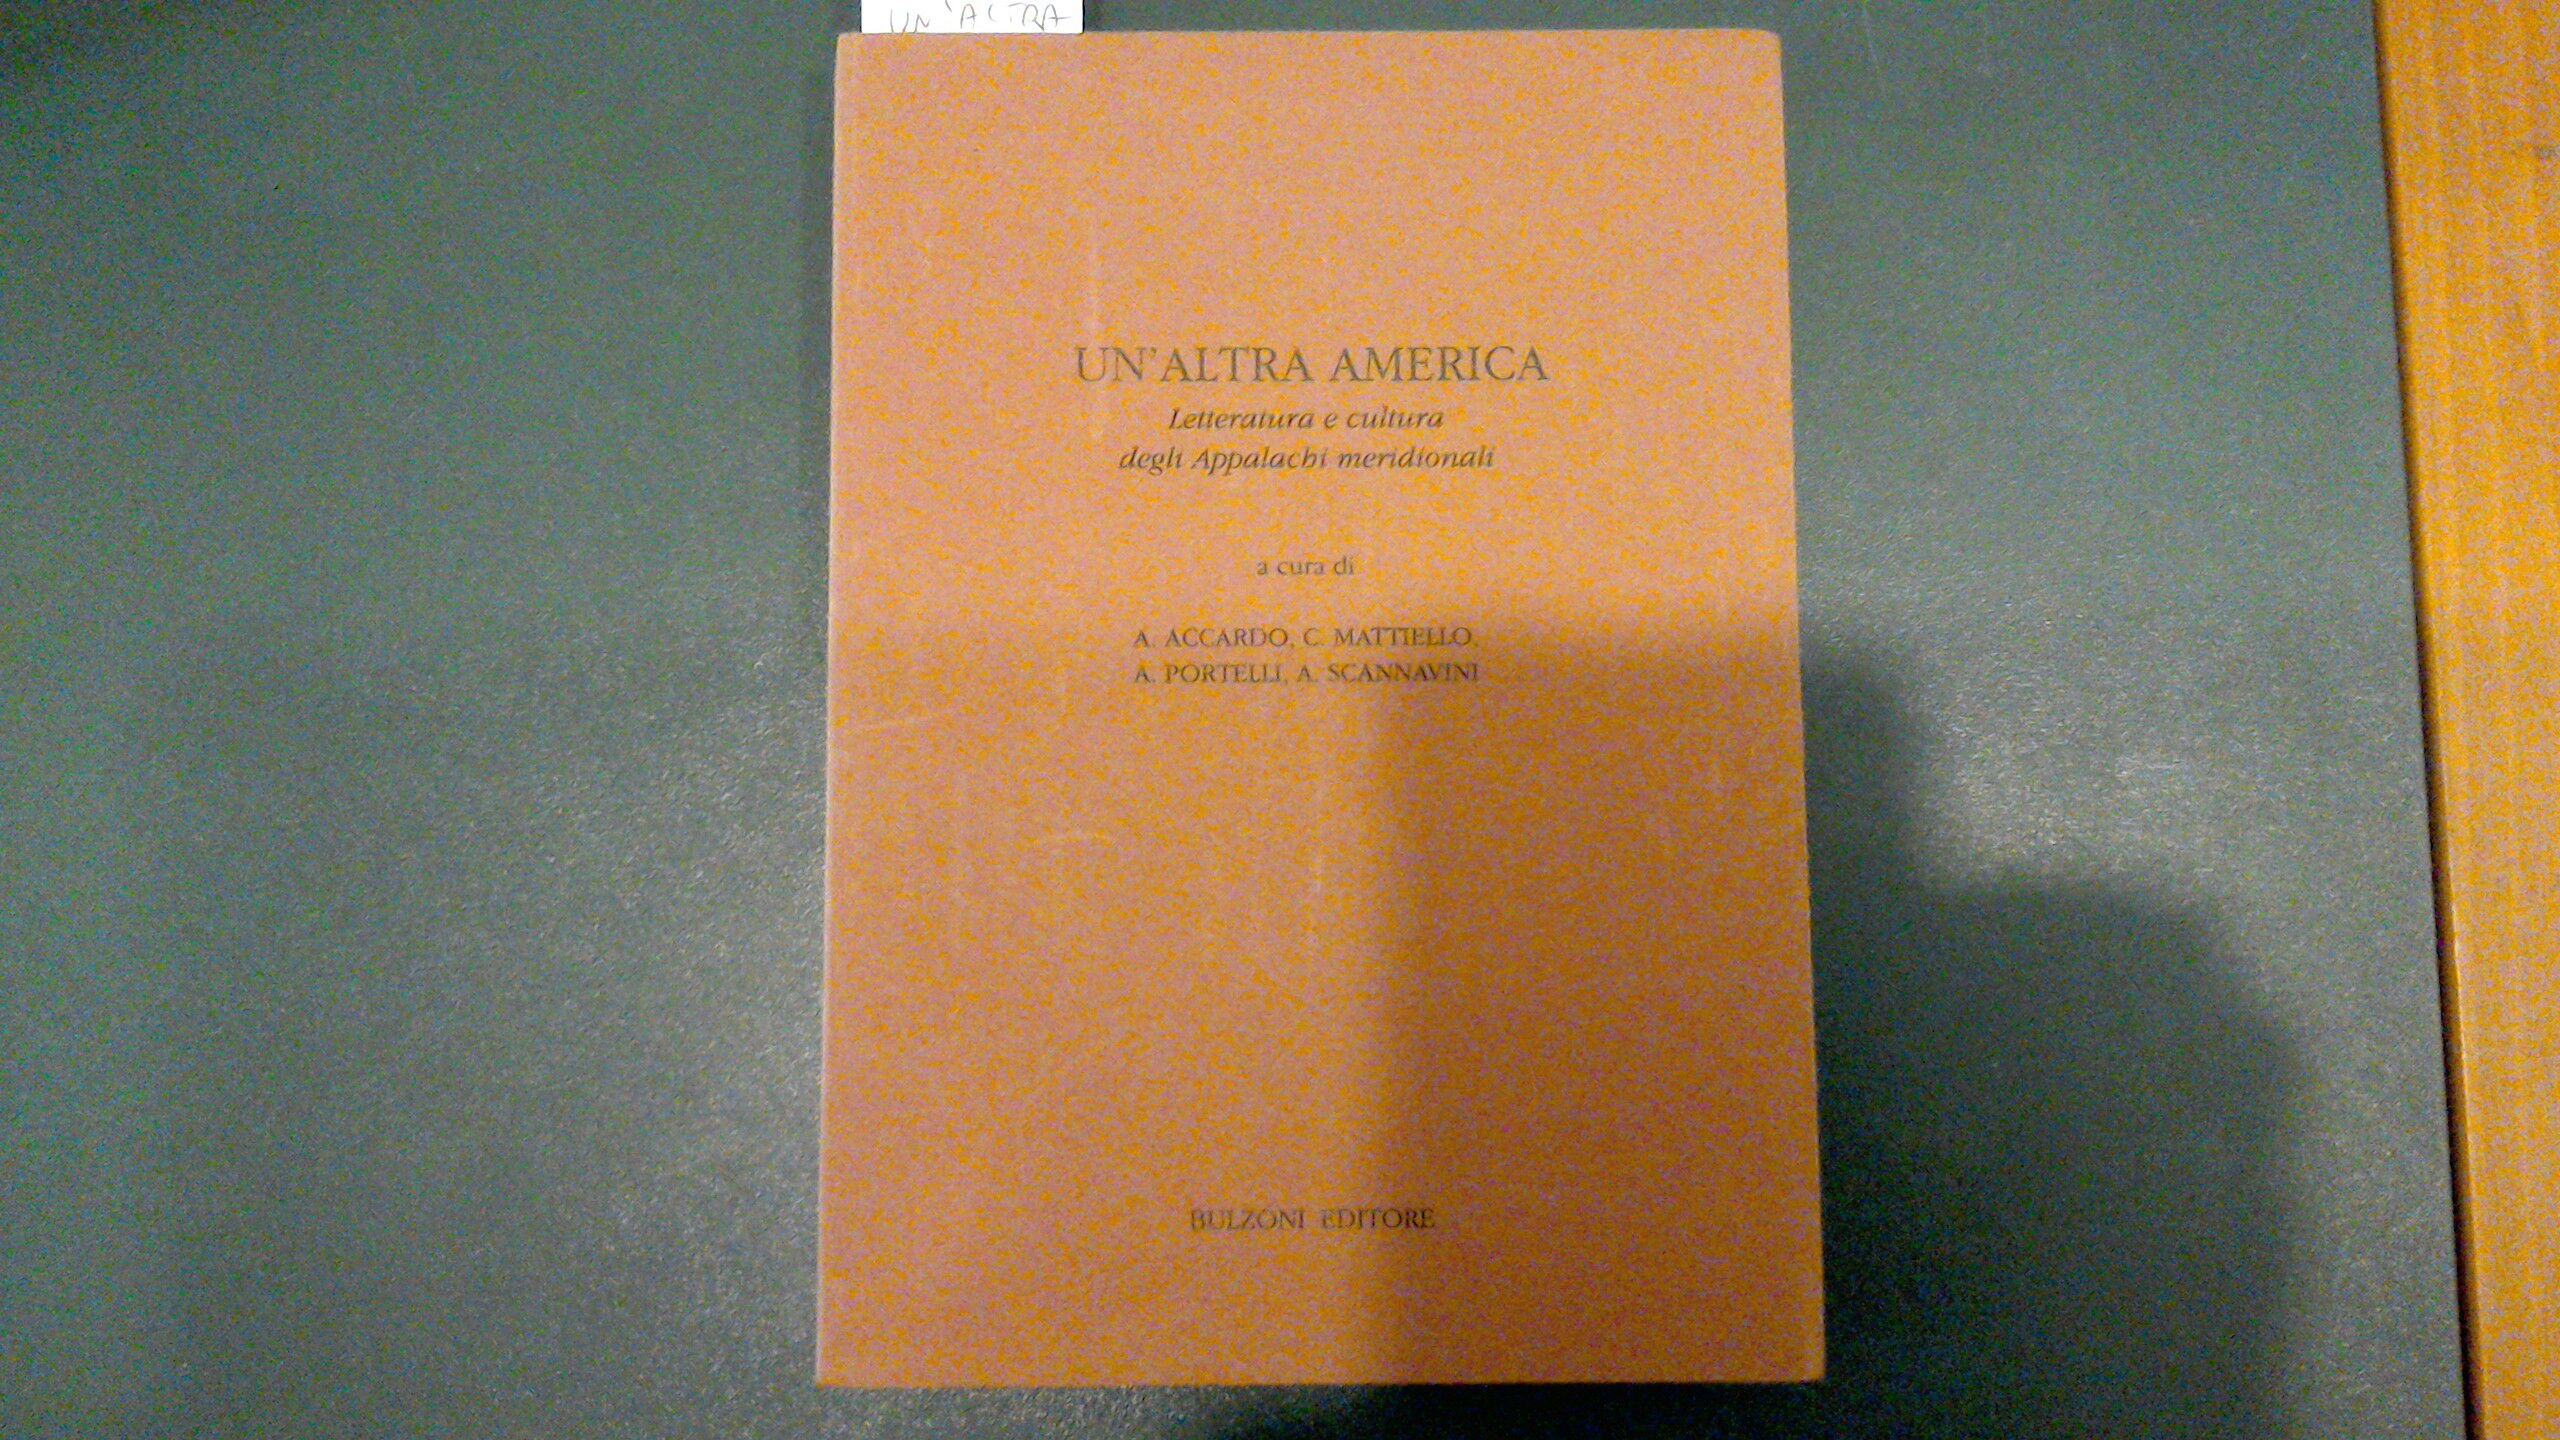 UN'ALTRA
UN'ALTRA AMERICA
Letteratura e cultura
degli Appalachi meridionali
a cura di
A. ACCARDO, C. MATTIELLO,
A. PORTELLI, A. SCANNAVINI
BULZONI EDITORE